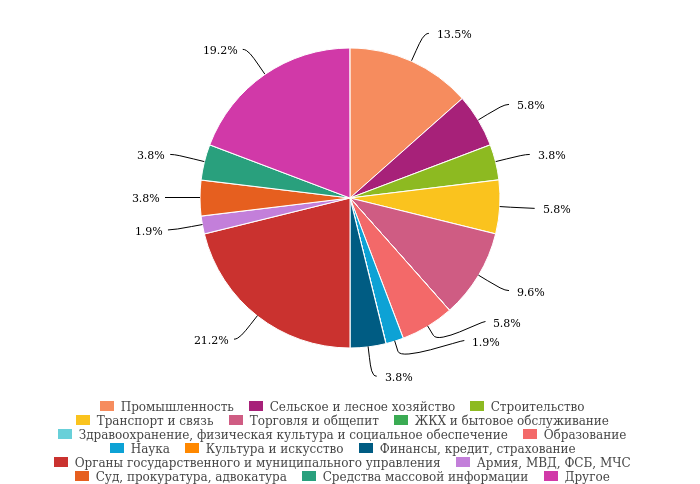 13.5%
19.2%
5.8%
3.8%
3.8%
3.8%
5.8%
1.9%
9.6%
5.8%
21.2%
1.9%
3.8%
Промышленность Сельское и лесное хозяйство Строительство
Транспорт и связь Торговля и общепит ЖКХ и бытовое обслуживание
Здравоохранение, физическая культура и социальное обеспечение Образование
Наука Культура и искусство Финансы, кредит, страхование
Органы государственного и муниципального управления Армия, МВД, ФСБ, МЧС
Суд, прокуратура, адвокатура Средства массовой информации Другое